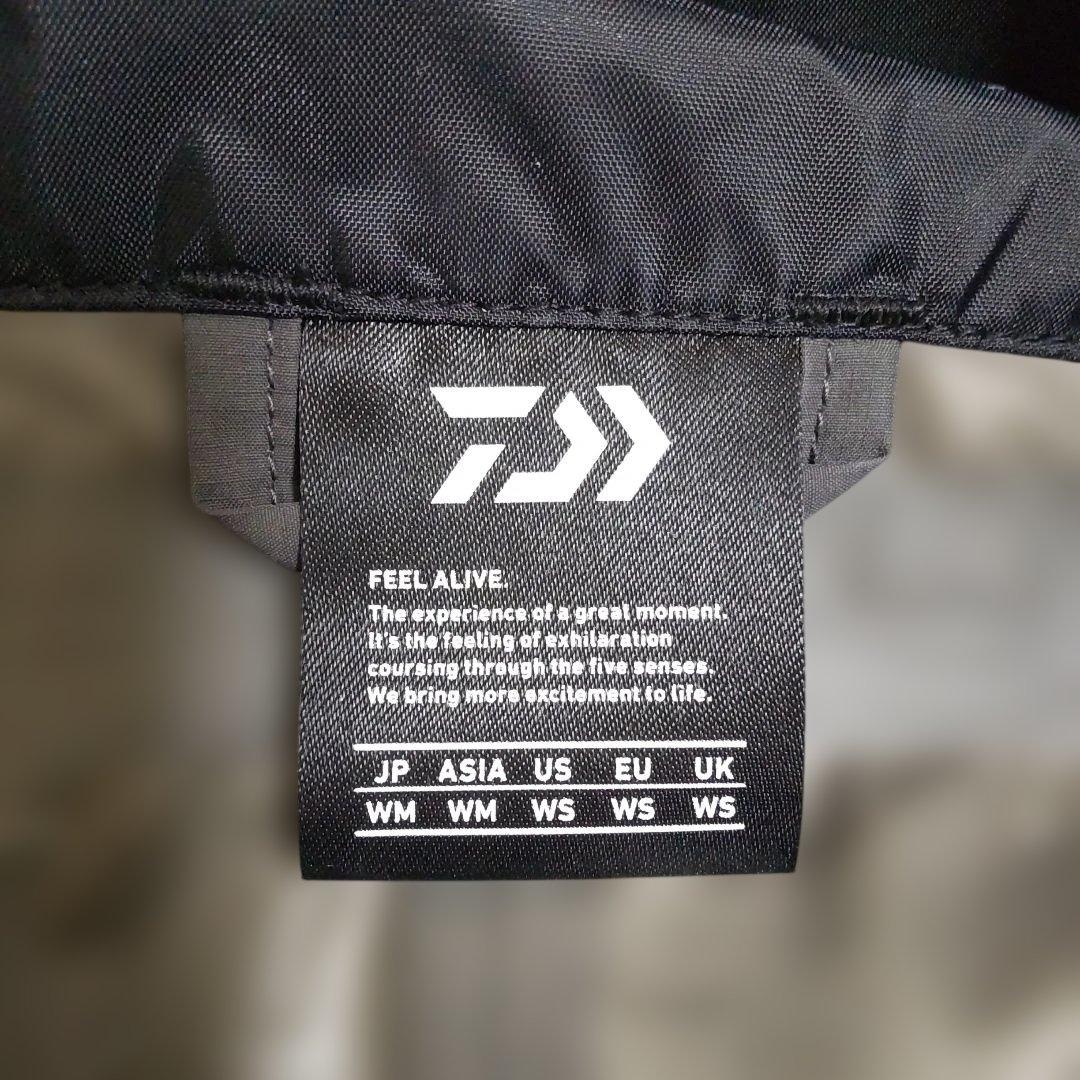 FEEL ALIVE.
The experience of a great moment.
It's the feeling of exhilaration
coursing through the five senses.
We bring more excitement to life.
JP ASIA US EU UK
WM WM WS WS WS